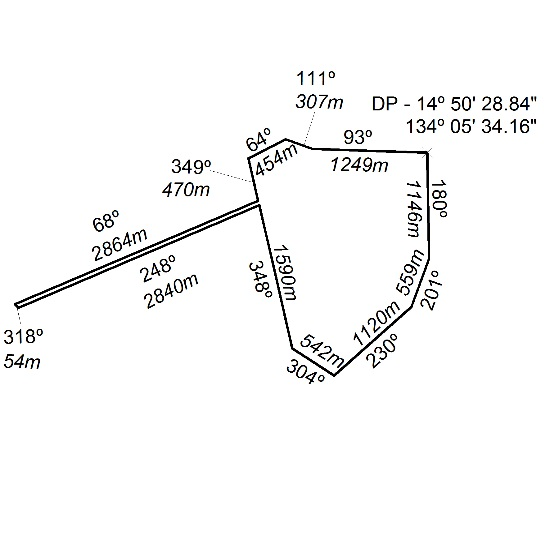 111º
307m
DP - 14º 50' 28.84"
134º 05' 34.16"
64º
454m
93º
1249m
349º
470m
180º
1146m
68º
2864m
248º
2840m
1590m
348º
559m
201º
318º
54m
542m
304º
1120m
230º